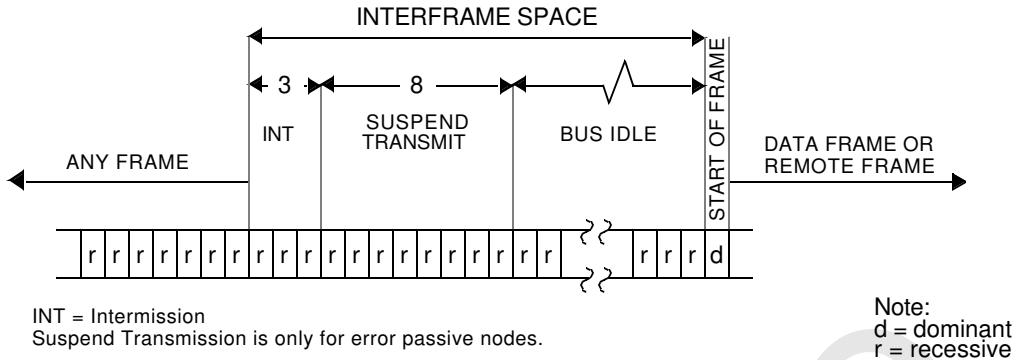 INTERFRAME SPACE
3 8
INT
SUSPEND
TRANSMIT
BUS IDLE
START OF FRAME
ANY FRAME
DATA FRAME OR
REMOTE FRAME
r r r r r r r r r r r r r r r r r r r r r r r d
INT = Intermission
Suspend Transmission is only for error passive nodes.
Note:
d = dominant
r = recessive